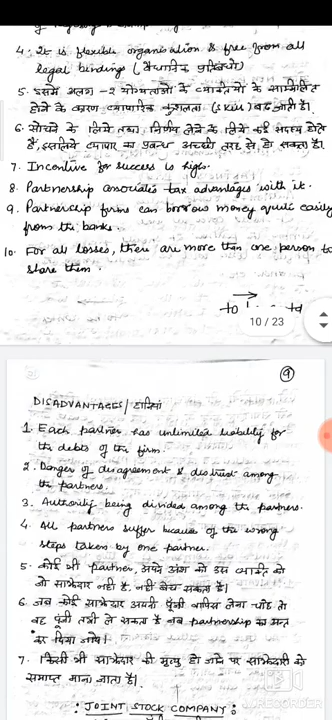 4. It is flexible organisation & free from all
legal bindings (वैधानिक
5. इसमें अलग-2 योग्यताओं के व्यक्तियों के सम्मिलित
होने के कारण व्यापारिक कुशलता (skill) बढ़ जाती है।
6. सोचने के लिये तथा निर्णय लेने के लिये कई सदस्य होते
हैं, इसलिये व्यापार का प्रबन्ध अच्छी तरह से हो सकता है।
7. Incentive for success is high.
8. Partnership associates tax advantages with it.
9. Partnership firms can borrow money quite easily
from the banks.
10. For all losses, there are more than one person to
share them.
10 / 23
9
DISADVANTAGES/हानियां
1. Each partner has unlimited liability for
the debts of the firm.
2. Danger of disagreement & distrust among
the partners.
3. Authority being divided among the partners.
4. All partners suffer because of the wrong
steps taken by one partner.
5. कोई भी partner, अपने अंश को उस व्यक्ति को
जो साझेदार नहीं है, नहीं बेच सकता है।
6. जब कोई साझेदार अपनी पूँजी वापिस लेना चाहे तो
वह पूँजी तभी ले सकता है जब partnership का अन्त
कर दिया जाये।
7. किसी भी साझेदार की मृत्यु हो जाने पर साझेदारी को
समाप्त माना जाता है।
: JOINT STOCK COMPANY :
RECORDER